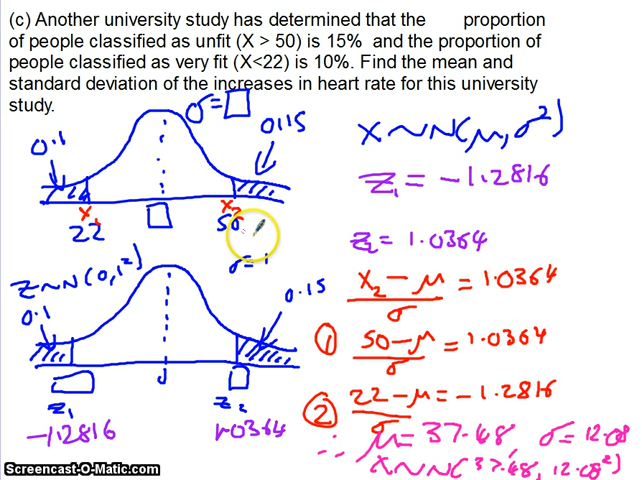 (c) Another university study has determined that the proportion
of people classified as unfit (X > 50) is 15% and the proportion of
people classified as very fit (X<22) is 10%. Find the mean and
standard deviation of the increases in heart rate for this university
study.
σ=
0.1
0.15
X~N(μ, σ²)
Z₁ = -1.2816
x₁
x₂
22
50
Z₂ = 1.0364
σ=1
Z~N(0,1²)
0.1
0.15
x₂ - μ = 1.0364
σ
① 50-μ = 1.0364
σ
② 22-μ = -1.2816
σ
Z₁
Z₂
-1.2816
1.0364
∴ μ = 37.48, σ = 12.08
X~N(37.48, 12.08²)
Screencast-O-Matic.com